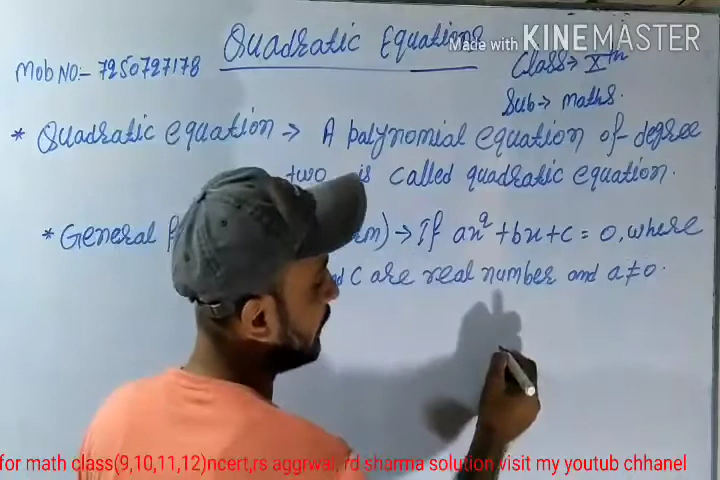 Quadratic Equations
Made with KINEMASTER
Mob NO:- 7250727178
Class → Xth
Sub → Maths.
* Quadratic equation → A polynomial equation of degree
two is called quadratic equation.
* General → If ax² + bx + c = 0, where
c are real number and a ≠ 0.
for math class(9,10,11,12)ncert,rs aggrwal, rd sharma solution visit my youtub chhanel